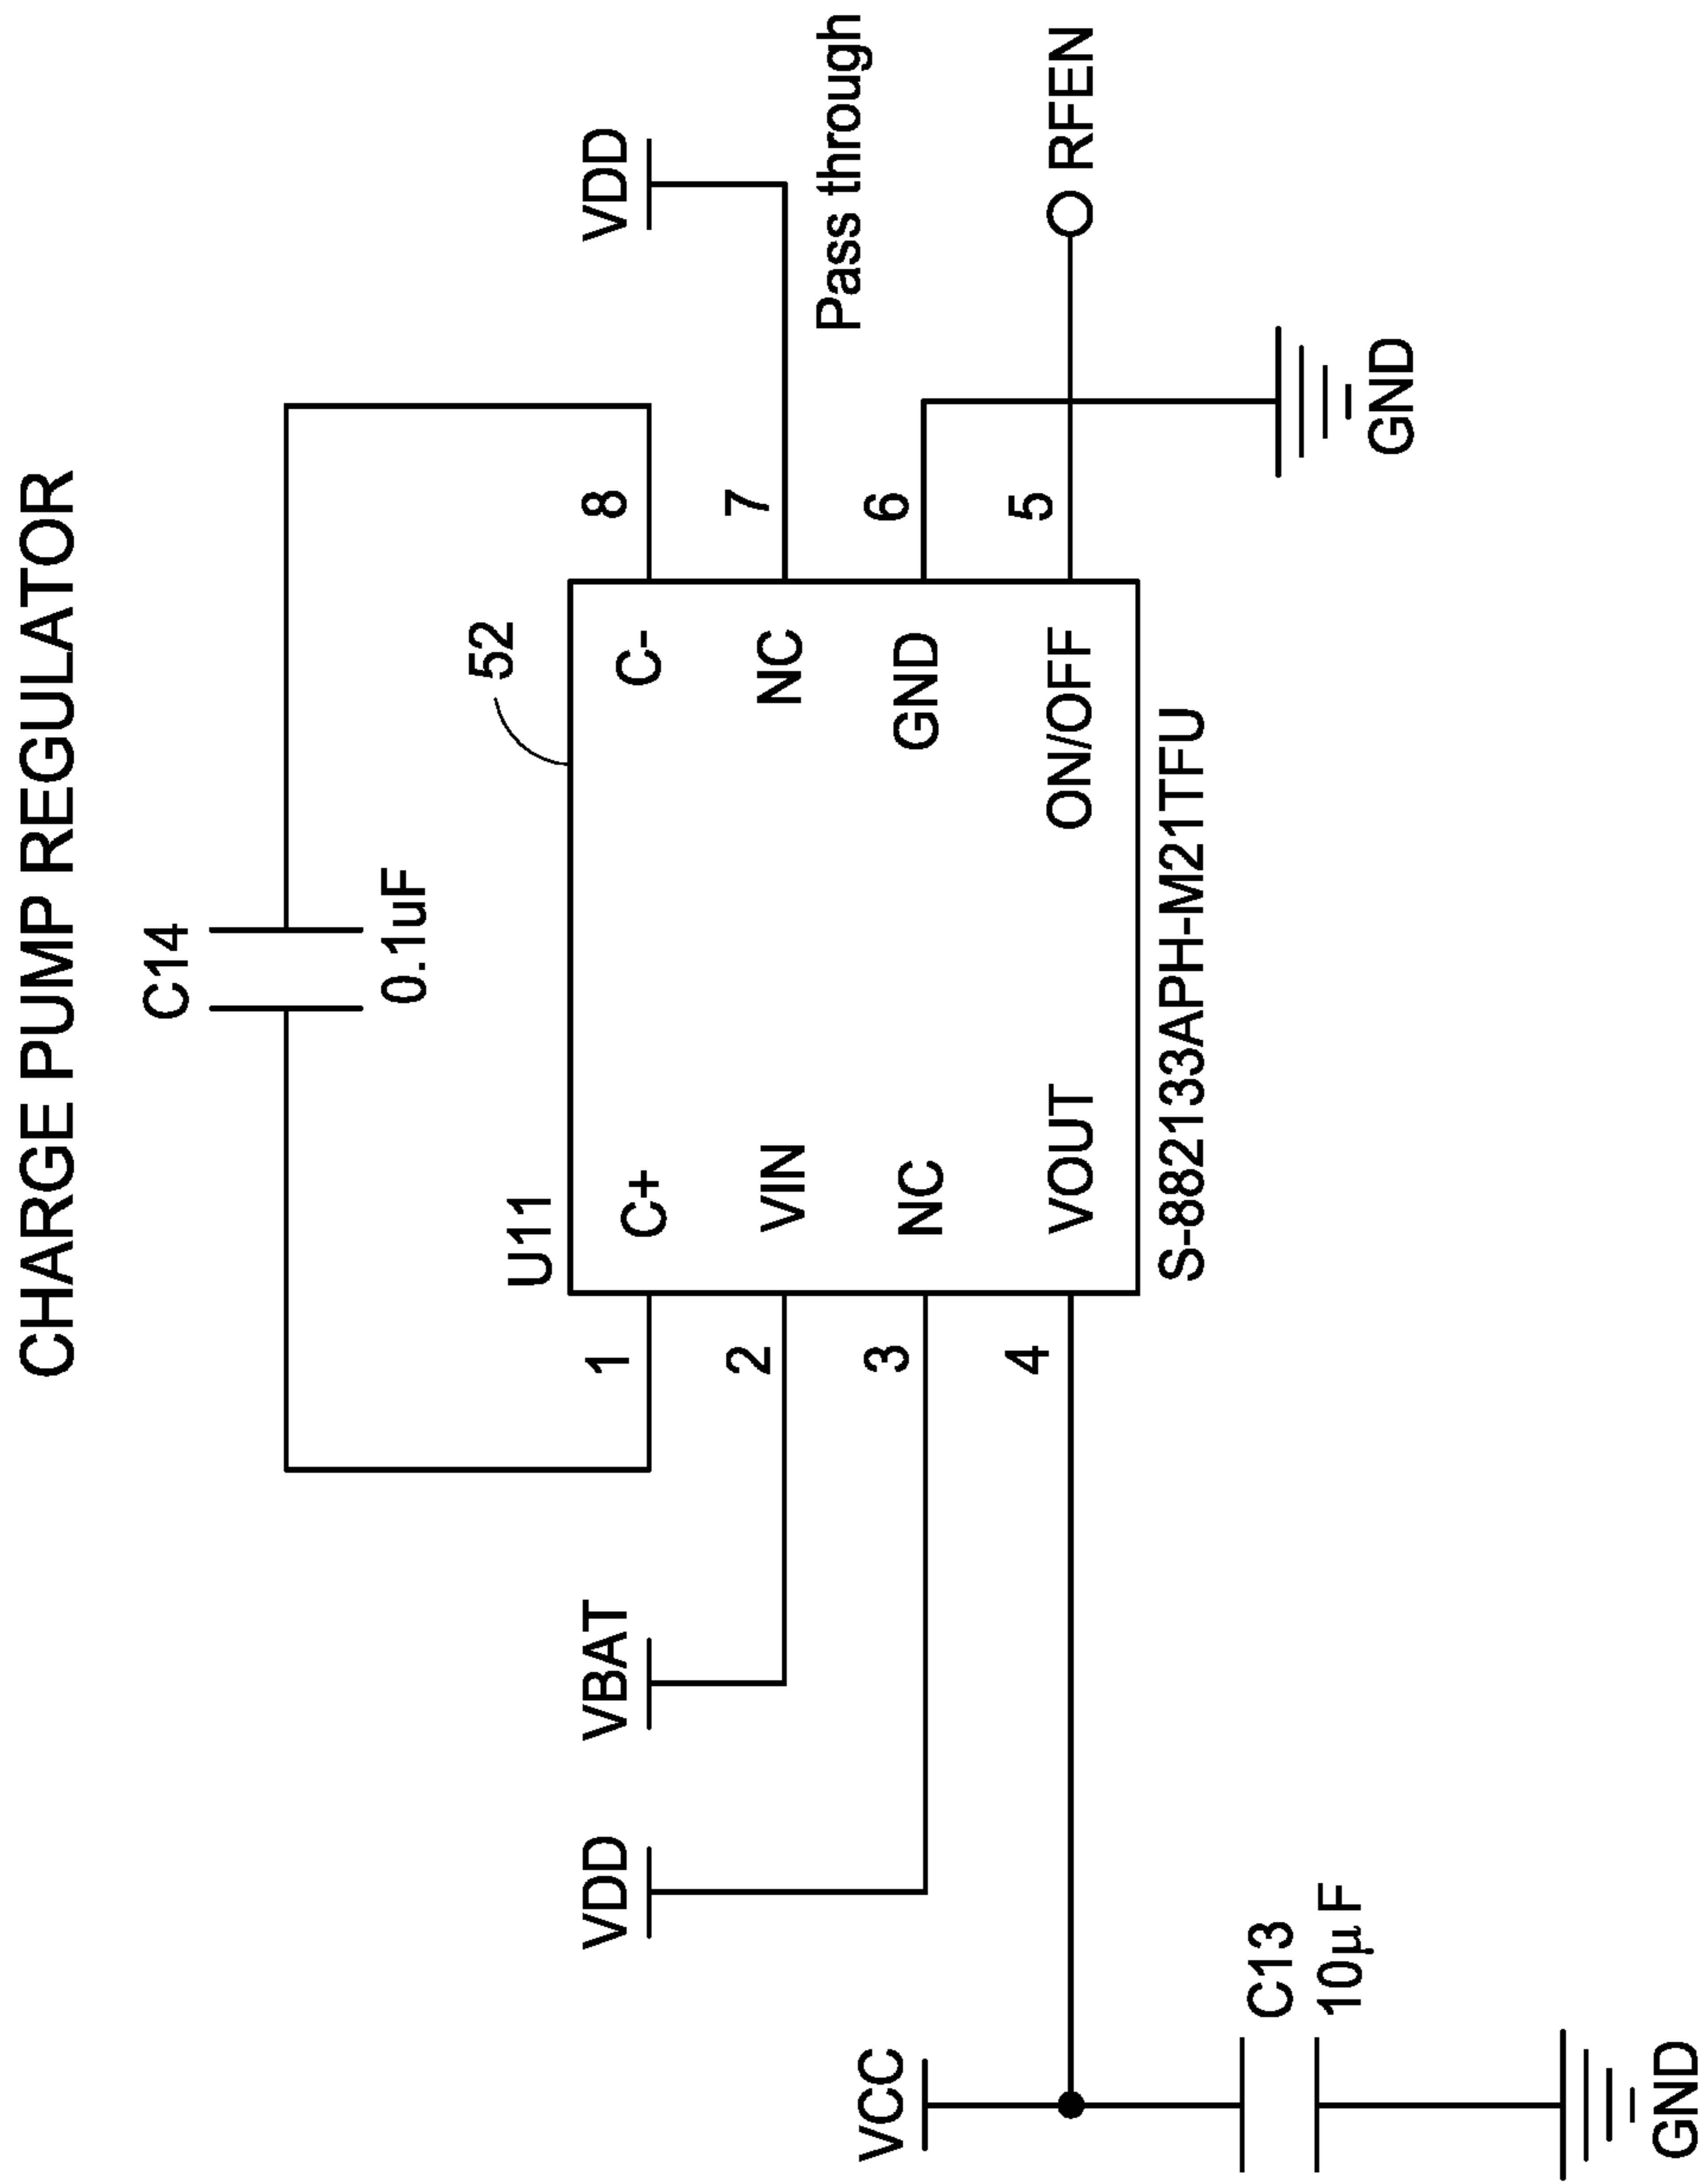 CHARGE PUMP REGULATOR
C14
0.1uF
52
U11
VDD
VBAT
VDD
1
C+
C-
8
2
VIN
NC
7
Pass through
VCC
3
NC
GND
6
4
VOUT
ON/OFF
5
RFEN
S-882133APH-M21TFU
C13
10µF
GND
GND